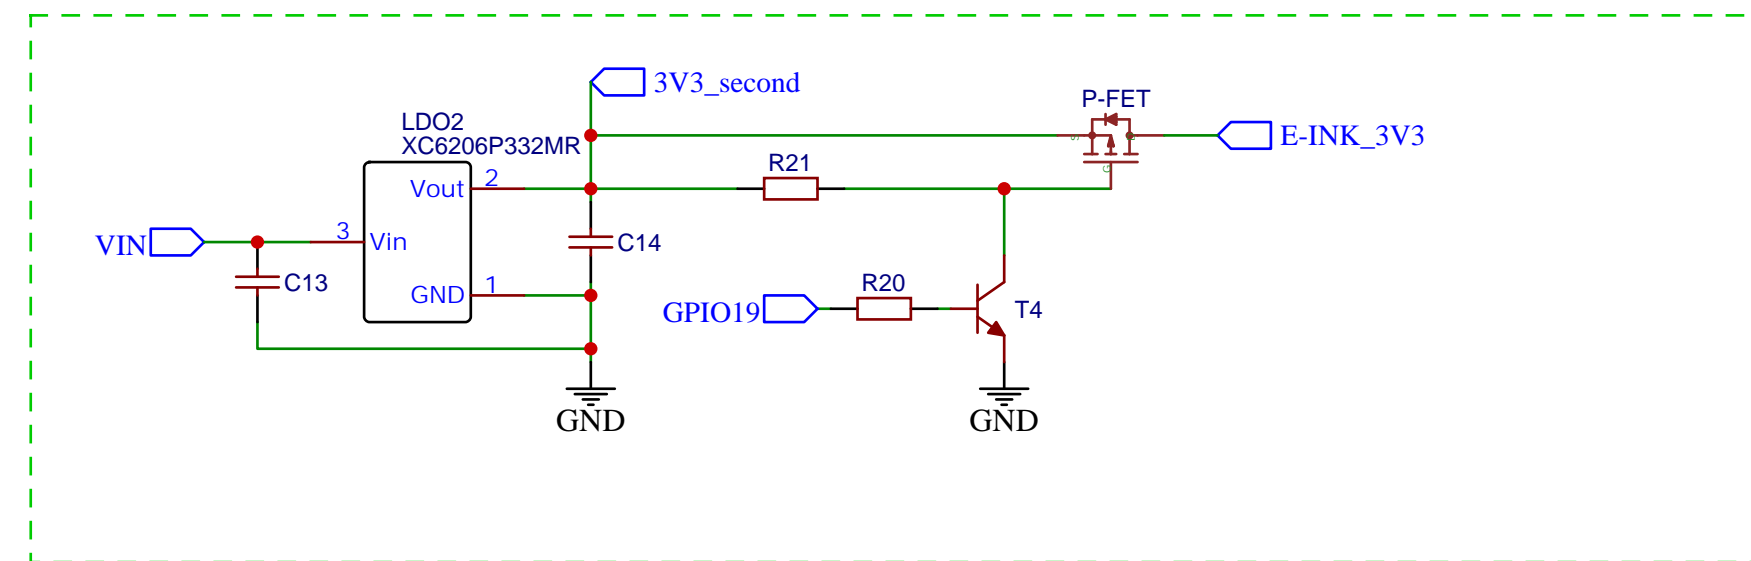 3V3_second
P-FET
LDO2
XC6206P332MR
S
D
E-INK_3V3
R21
G
Vout
2
VIN
3
Vin
C14
C13
GND
1
R20
GPIO19
T4
GND
GND